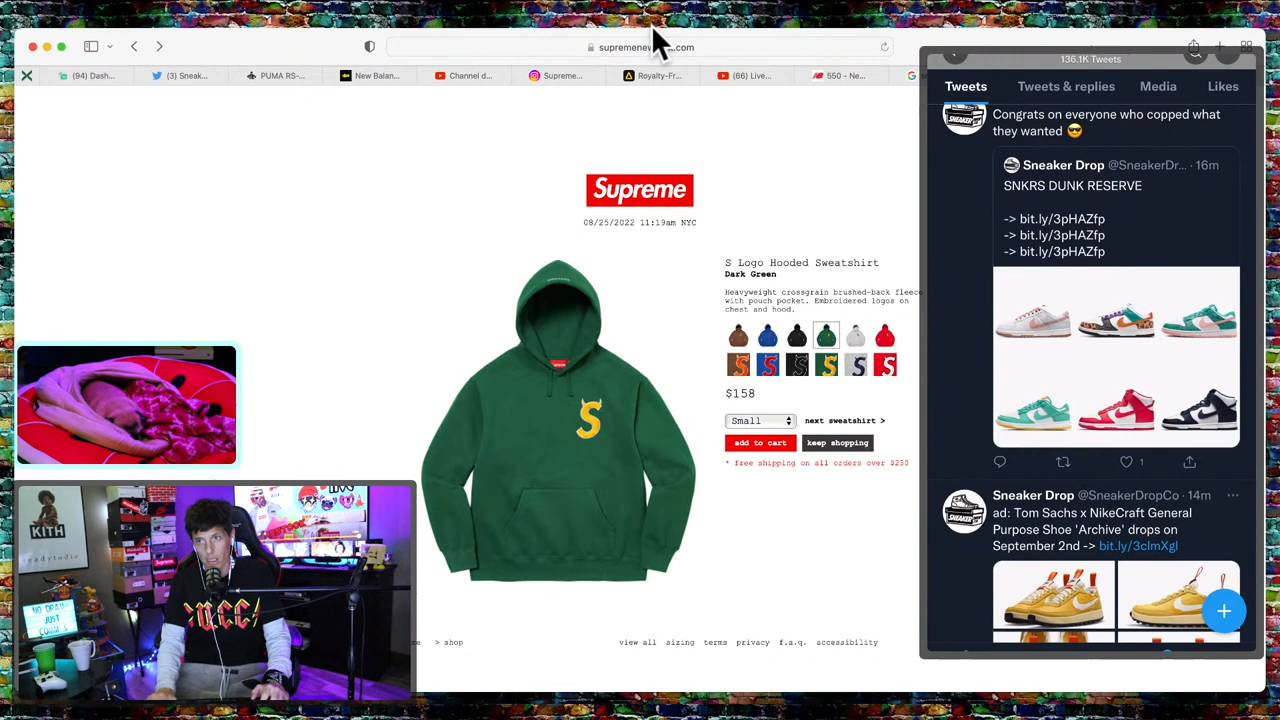 (94) Dash...
(3) Sneak...
PUMA RS-...
New Balan...
Channel d...
Supreme...
Royalty-Fr...
(66) Live...
550 - Ne...
Supreme
08/25/2022 11:19am NYC
S Logo Hooded Sweatshirt
Dark Green
Heavyweight crossgrain brushed-back fleece
with pouch pocket. Embroidered logos on
chest and hood.
$158
Small
next sweatshirt >
add to cart
keep shopping
* free shipping on all orders over $250
> shop
view all
sizing
terms
privacy
f.a.q.
accessibility
136.1K Tweets
Tweets
Tweets & replies
Media
Likes
Congrats on everyone who copped what
they wanted 😎
Sneaker Drop @SneakerDr... · 16m
SNKRS DUNK RESERVE
-> bit.ly/3pHAZfp
-> bit.ly/3pHAZfp
-> bit.ly/3pHAZfp
1
Sneaker Drop @SneakerDropCo · 14m
ad: Tom Sachs x NikeCraft General
Purpose Shoe 'Archive' drops on
September 2nd -> bit.ly/3clmXgl
KITH
readytodie
NO DRAMA
JUST